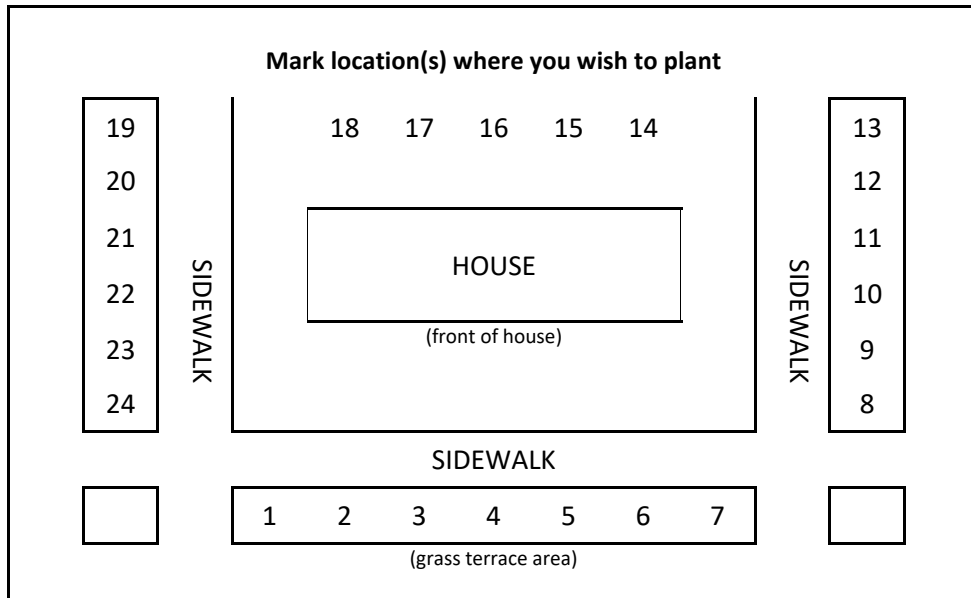 Mark location(s) where you wish to plant
19 18 17 16 15 14 13
20 12
21 11
HOUSE
SIDEWALK
SIDEWALK
22 10
(front of house)
23 9
24 8
SIDEWALK
1 2 3 4 5 6 7
(grass terrace area)